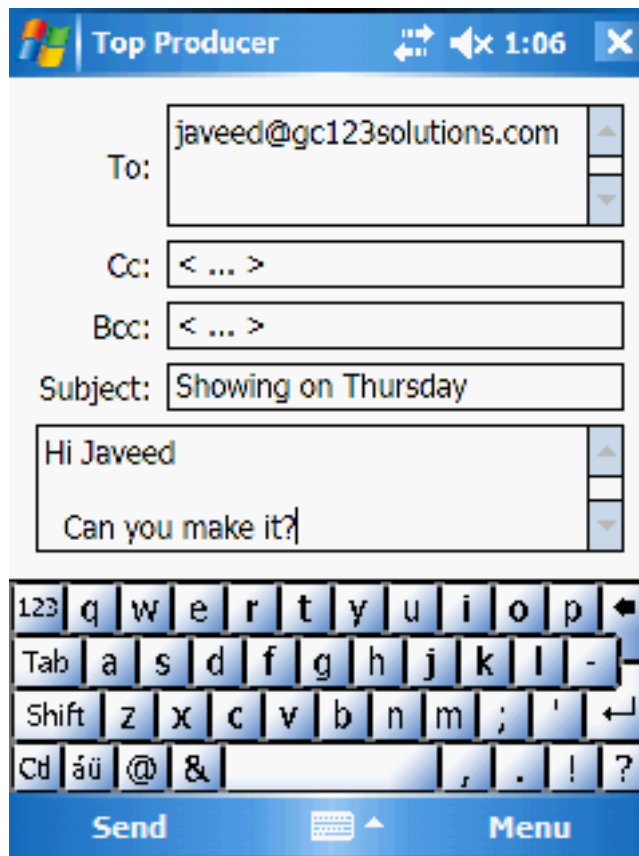 Top Producer 1:06
To: javeed@gc123solutions.com
Cc: < ... >
Bcc: < ... >
Subject: Showing on Thursday
Hi Javeed
Can you make it?
123 q w e r t y u i o p
Tab a s d f g h j k l -
Shift z x c v b n m ; '
Ctl áü @ & , . ! ?
Send Menu